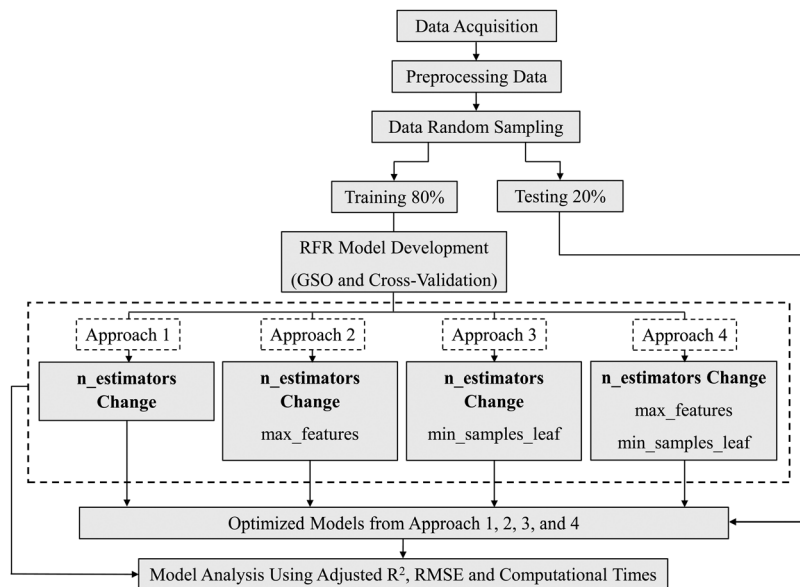 Data Acquisition
Preprocessing Data
Data Random Sampling
Training 80%
Testing 20%
RFR Model Development
(GSO and Cross-Validation)
Approach 1
Approach 2
Approach 3
Approach 4
n_estimators
Change
n_estimators
Change
max_features
n_estimators
Change
min_samples_leaf
n_estimators Change
max_features
min_samples_leaf
Optimized Models from Approach 1, 2, 3, and 4
Model Analysis Using Adjusted R², RMSE and Computational Times